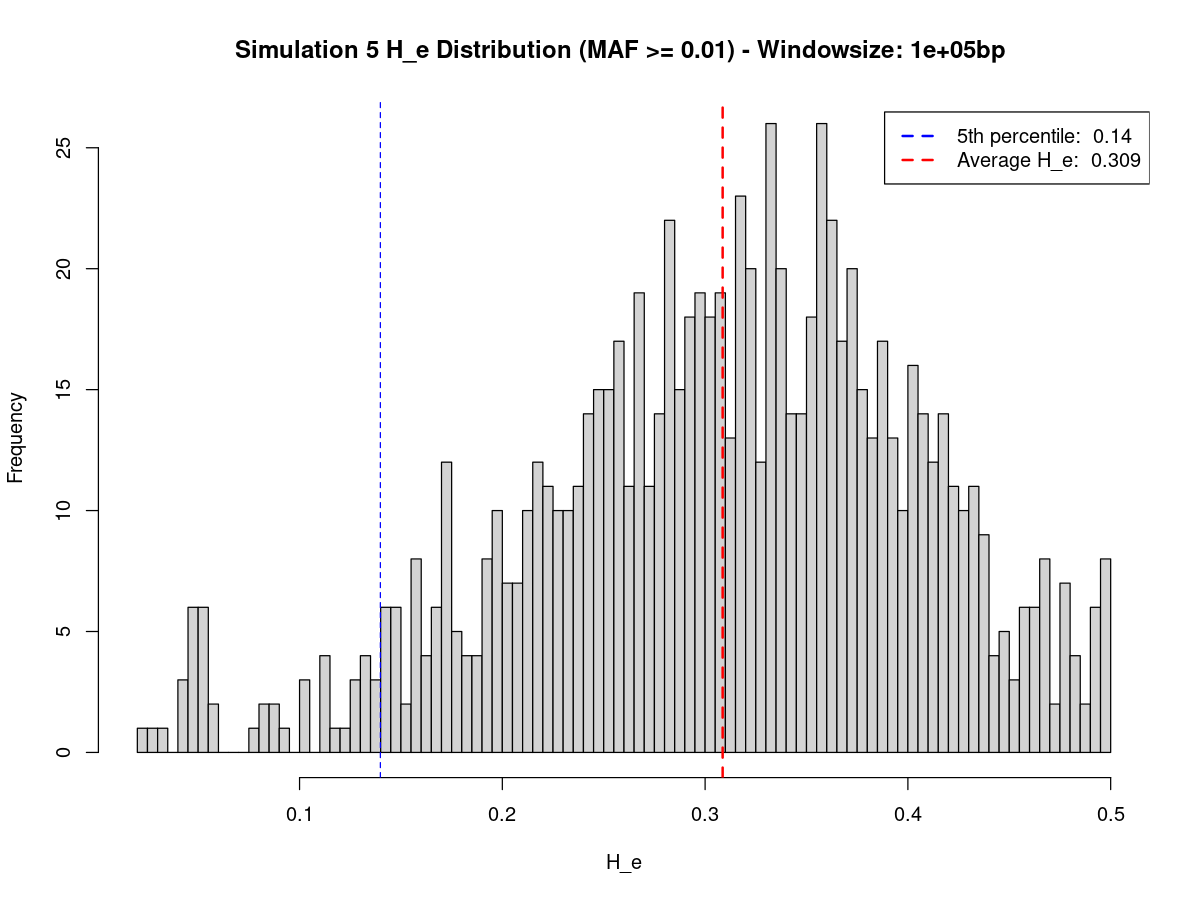 Simulation 5 H_e Distribution (MAF >= 0.01) - Windowsize: 1e+05bp
5th percentile:  0.14
Average H_e:  0.309
Frequency
25
20
15
10
5
0
0.1 0.2 0.3 0.4 0.5
H_e